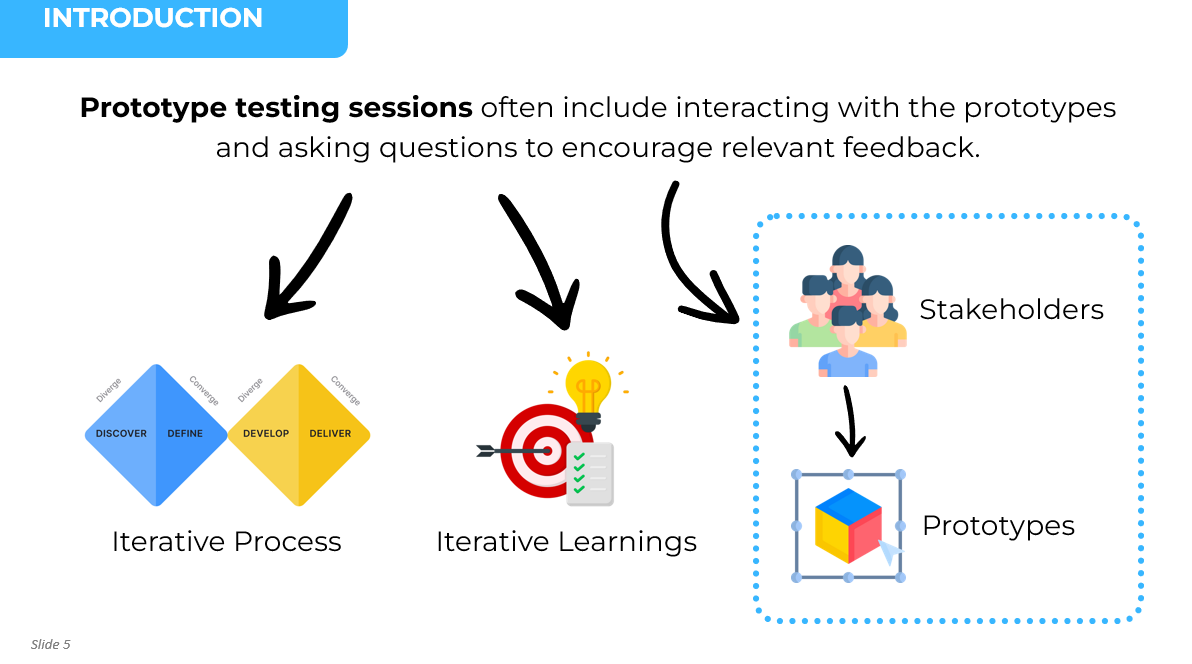 INTRODUCTION
Prototype testing sessions often include interacting with the prototypes
and asking questions to encourage relevant feedback.
Stakeholders
Diverge
Converge
Diverge
Converge
DISCOVER
DEFINE
DEVELOP
DELIVER
Prototypes
Iterative Process
Iterative Learnings
Slide 5